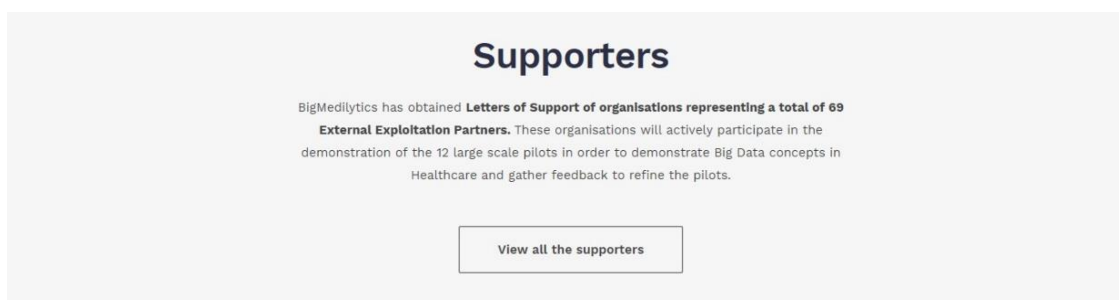 Supporters
BigMedilytics has obtained Letters of Support of organisations representing a total of 69
External Exploitation Partners. These organisations will actively participate in the
demonstration of the 12 large scale pilots in order to demonstrate Big Data concepts in
Healthcare and gather feedback to refine the pilots.
View all the supporters